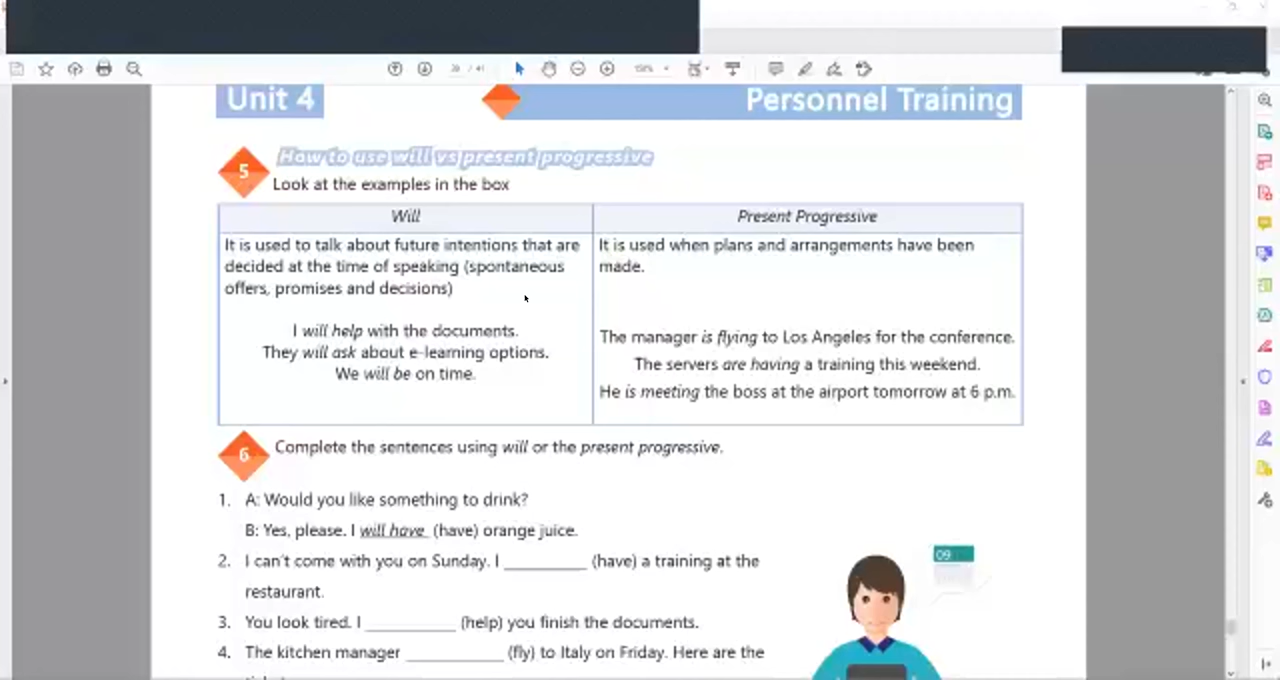 Unit 4
Personnel Training
5
How to use will vs present progressive
Look at the examples in the box
Will
Present Progressive
It is used to talk about future intentions that are
decided at the time of speaking (spontaneous
offers, promises and decisions)
I will help with the documents.
They will ask about e-learning options.
We will be on time.
It is used when plans and arrangements have been
made.
The manager is flying to Los Angeles for the conference.
The servers are having a training this weekend.
He is meeting the boss at the airport tomorrow at 6 p.m.
6
Complete the sentences using will or the present progressive.
1. A: Would you like something to drink?
B: Yes, please. I will have (have) orange juice.
2. I can't come with you on Sunday. I __________ (have) a training at the
restaurant.
3. You look tired. I ___________ (help) you finish the documents.
4. The kitchen manager ____________ (fly) to Italy on Friday. Here are the
09